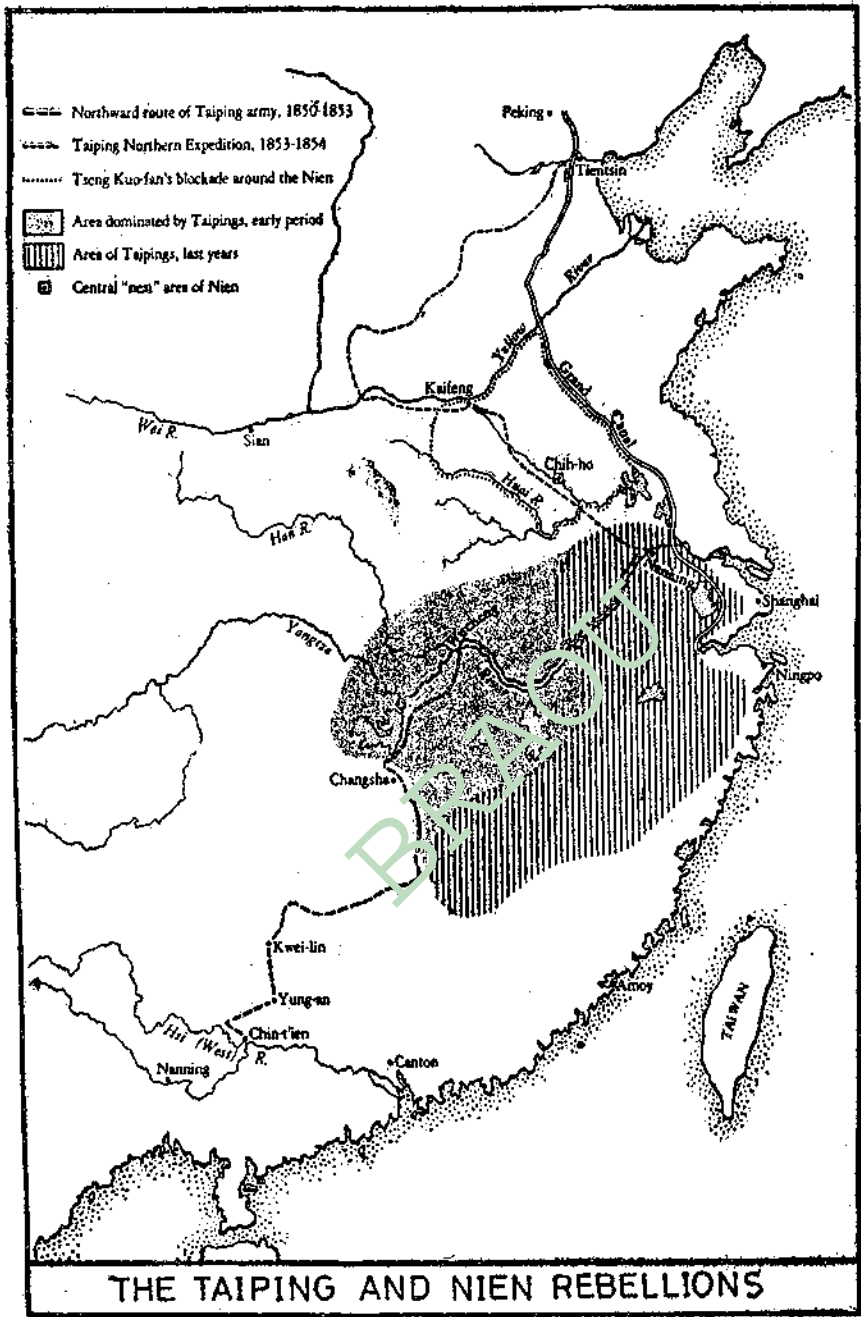 Northward route of Taiping army, 1850-1853
Taiping Northern Expedition, 1853-1854
Tseng Kuo-fan's blockade around the Nien
Area dominated by Taipings, early period
Area of Taipings, last years
Central "nest" area of Nien
Peking
Tientsin
Yellow River
Kaifeng
Grand Canal
Wei R.
Sian
Chih-ho
Huai R.
Han R.
Nanking
Shanghai
Yangtze
River
Ningpo
Changsha
BRAOU
Kwei-lin
Yung-an
Amoy
TAIWAN
Hsi (West) R.
Chin-t'ien
Canton
Nanning
THE TAIPING AND NIEN REBELLIONS